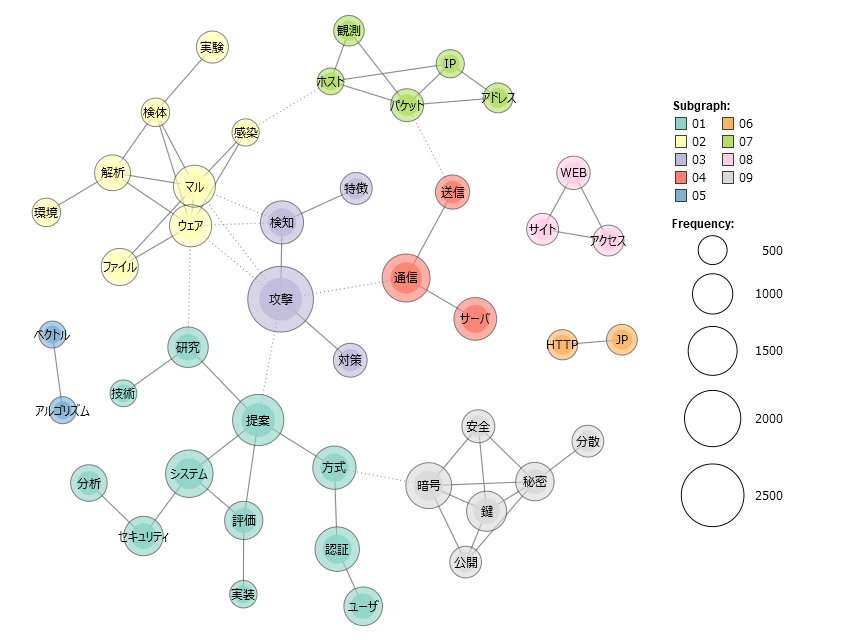 実験
観測
IP
ホスト
パケット
アドレス
検体
感染
解析
マル
環境
ウェア
ファイル
検知
特徴
送信
WEB
サイト
アクセス
通信
攻撃
サーバ
対策
HTTP
JP
ベクトル
アルゴリズム
研究
技術
提案
システム
方式
分析
セキュリティ
評価
認証
実装
ユーザ
安全
分散
暗号
秘密
鍵
公開
Subgraph:
01 06
02 07
03 08
04 09
05
Frequency:
500
1000
1500
2000
2500